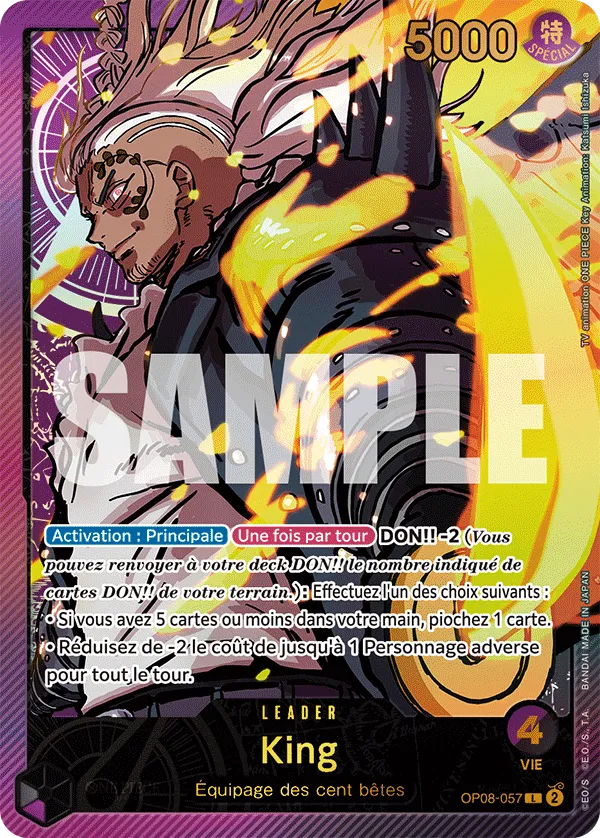 5000
特
SPÉCIAL
TV animation ONE PIECE Key Animation: Katsumi Ishizuka
SAMPLE
Activation : Principale Une fois par tour DON!! -2 (Vous
pouvez renvoyer à votre deck DON!! le nombre indiqué de
cartes DON!! de votre terrain.) : Effectuez l'un des choix suivants :
• Si vous avez 5 cartes ou moins dans votre main, piochez 1 carte.
• Réduisez de -2 le coût de jusqu'à 1 Personnage adverse
pour tout le tour.
LEADER
King
Équipage des cent bêtes
4
VIE
OP08-057 L 2
©E.O./S. ©E.O./S.,T.A. BANDAI MADE IN JAPAN